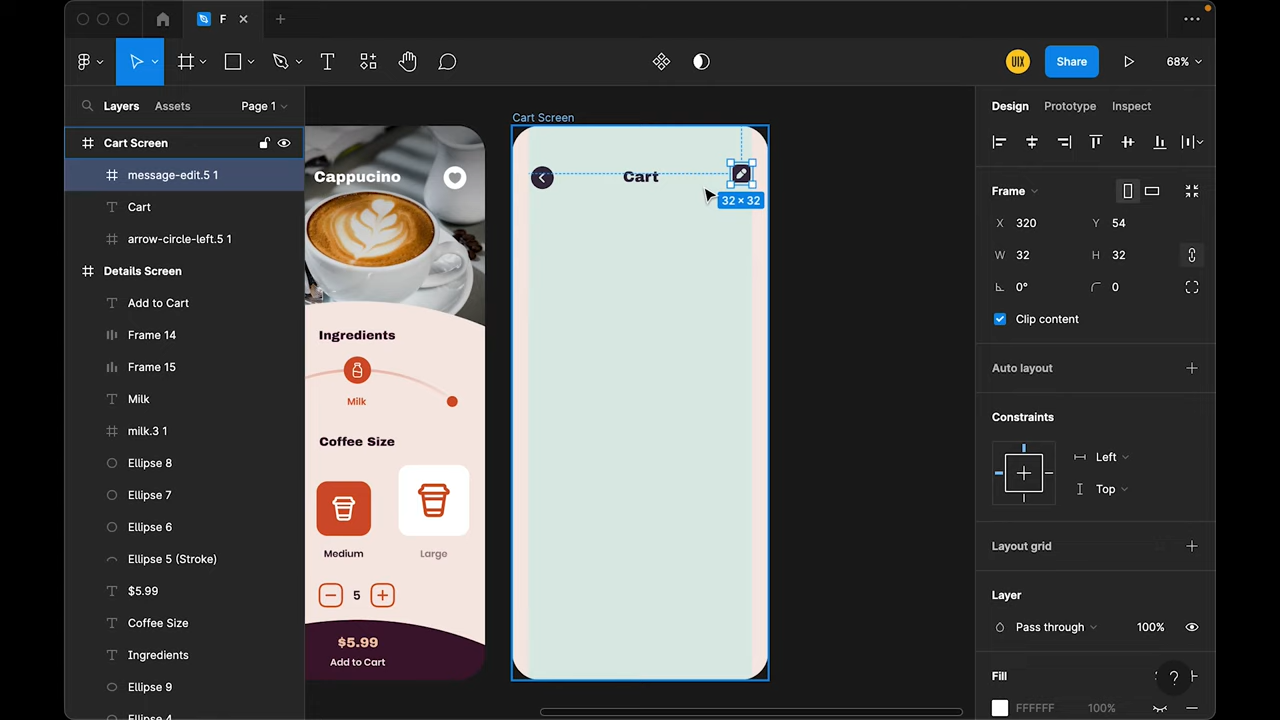 F
UIX
Share
68%
Layers
Assets
Page 1
Cart Screen
message-edit.5 1
Cart
arrow-circle-left.5 1
Details Screen
Add to Cart
Frame 14
Frame 15
Milk
milk.3 1
Ellipse 8
Ellipse 7
Ellipse 6
Ellipse 5 (Stroke)
$5.99
Coffee Size
Ingredients
Ellipse 9
Cappucino
Ingredients
Milk
Coffee Size
Medium
Large
5
$5.99
Add to Cart
Cart Screen
Cart
32 × 32
Design
Prototype
Inspect
Frame
X 320
Y 54
W 32
H 32
0°
0
Clip content
Auto layout
Constraints
Left
Top
Layout grid
Layer
Pass through
100%
Fill
?
FFFFFF
100%